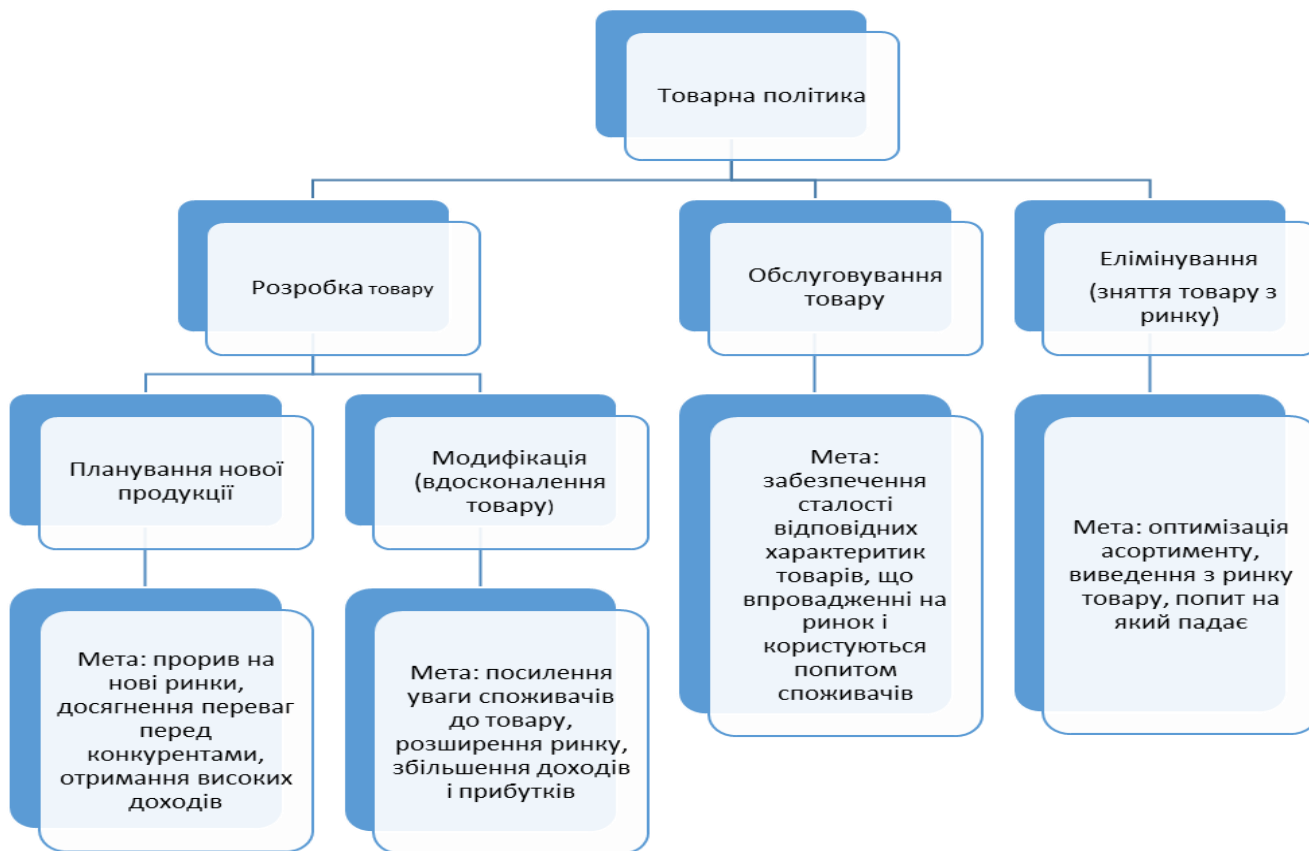 Товарна політика
Розробка товару
Обслуговування
товару
Елімінування
(зняття товару з
ринку)
Планування нової
продукції
Модифікація
(вдосконалення
товару)
Мета:
забезпечення
сталості
відповідних
характеритик
товарів, що
впровадженні на
ринок і
користуються
попитом
споживачів
Мета: оптимізація
асортименту,
виведення з ринку
товару, попит на
який падає
Мета: прорив на
нові ринки,
досягнення переваг
перед
конкурентами,
отримання високих
доходів
Мета: посилення
уваги споживачів
до товару,
розширення ринку,
збільшення доходів
і прибутків